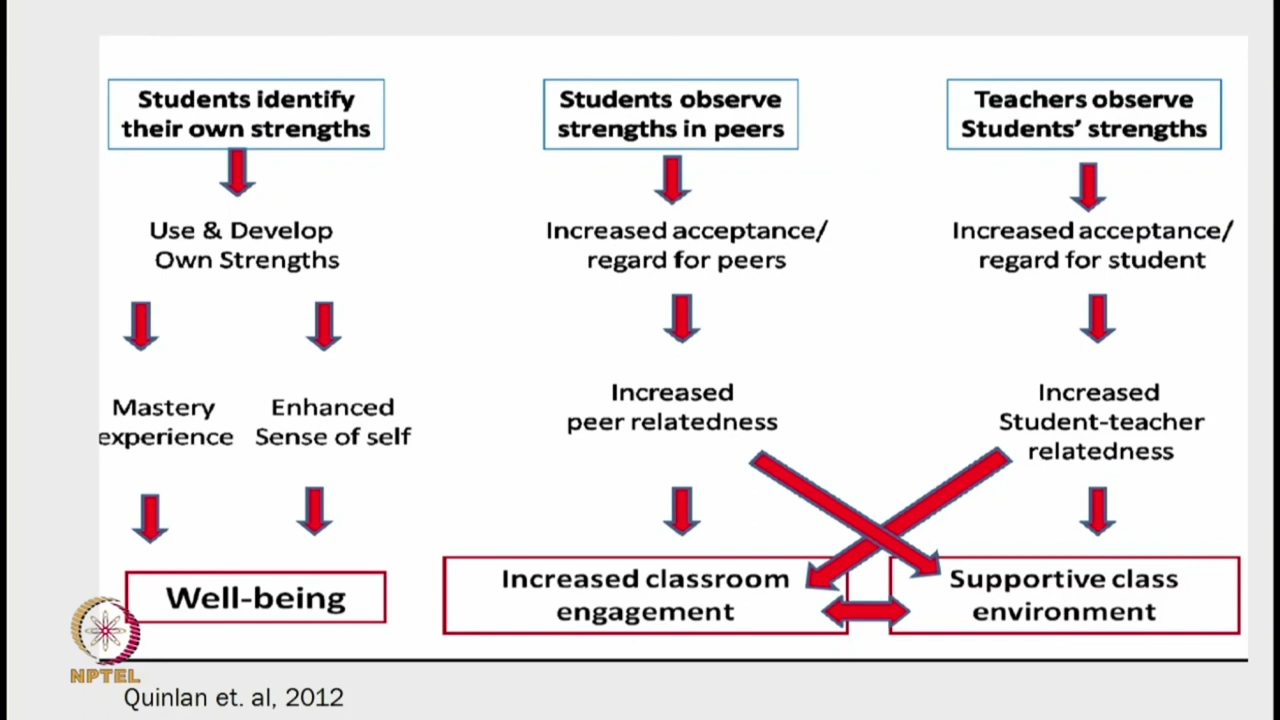 Students identify
their own strengths
Use & Develop
Own Strengths
Mastery
experience
Enhanced
Sense of self
Well-being
Students observe
strengths in peers
Increased acceptance/
regard for peers
Increased
peer relatedness
Increased classroom
engagement
Teachers observe
Students’ strengths
Increased acceptance/
regard for student
Increased
Student-teacher
relatedness
Supportive class
environment
NPTEL
Quinlan et. al, 2012